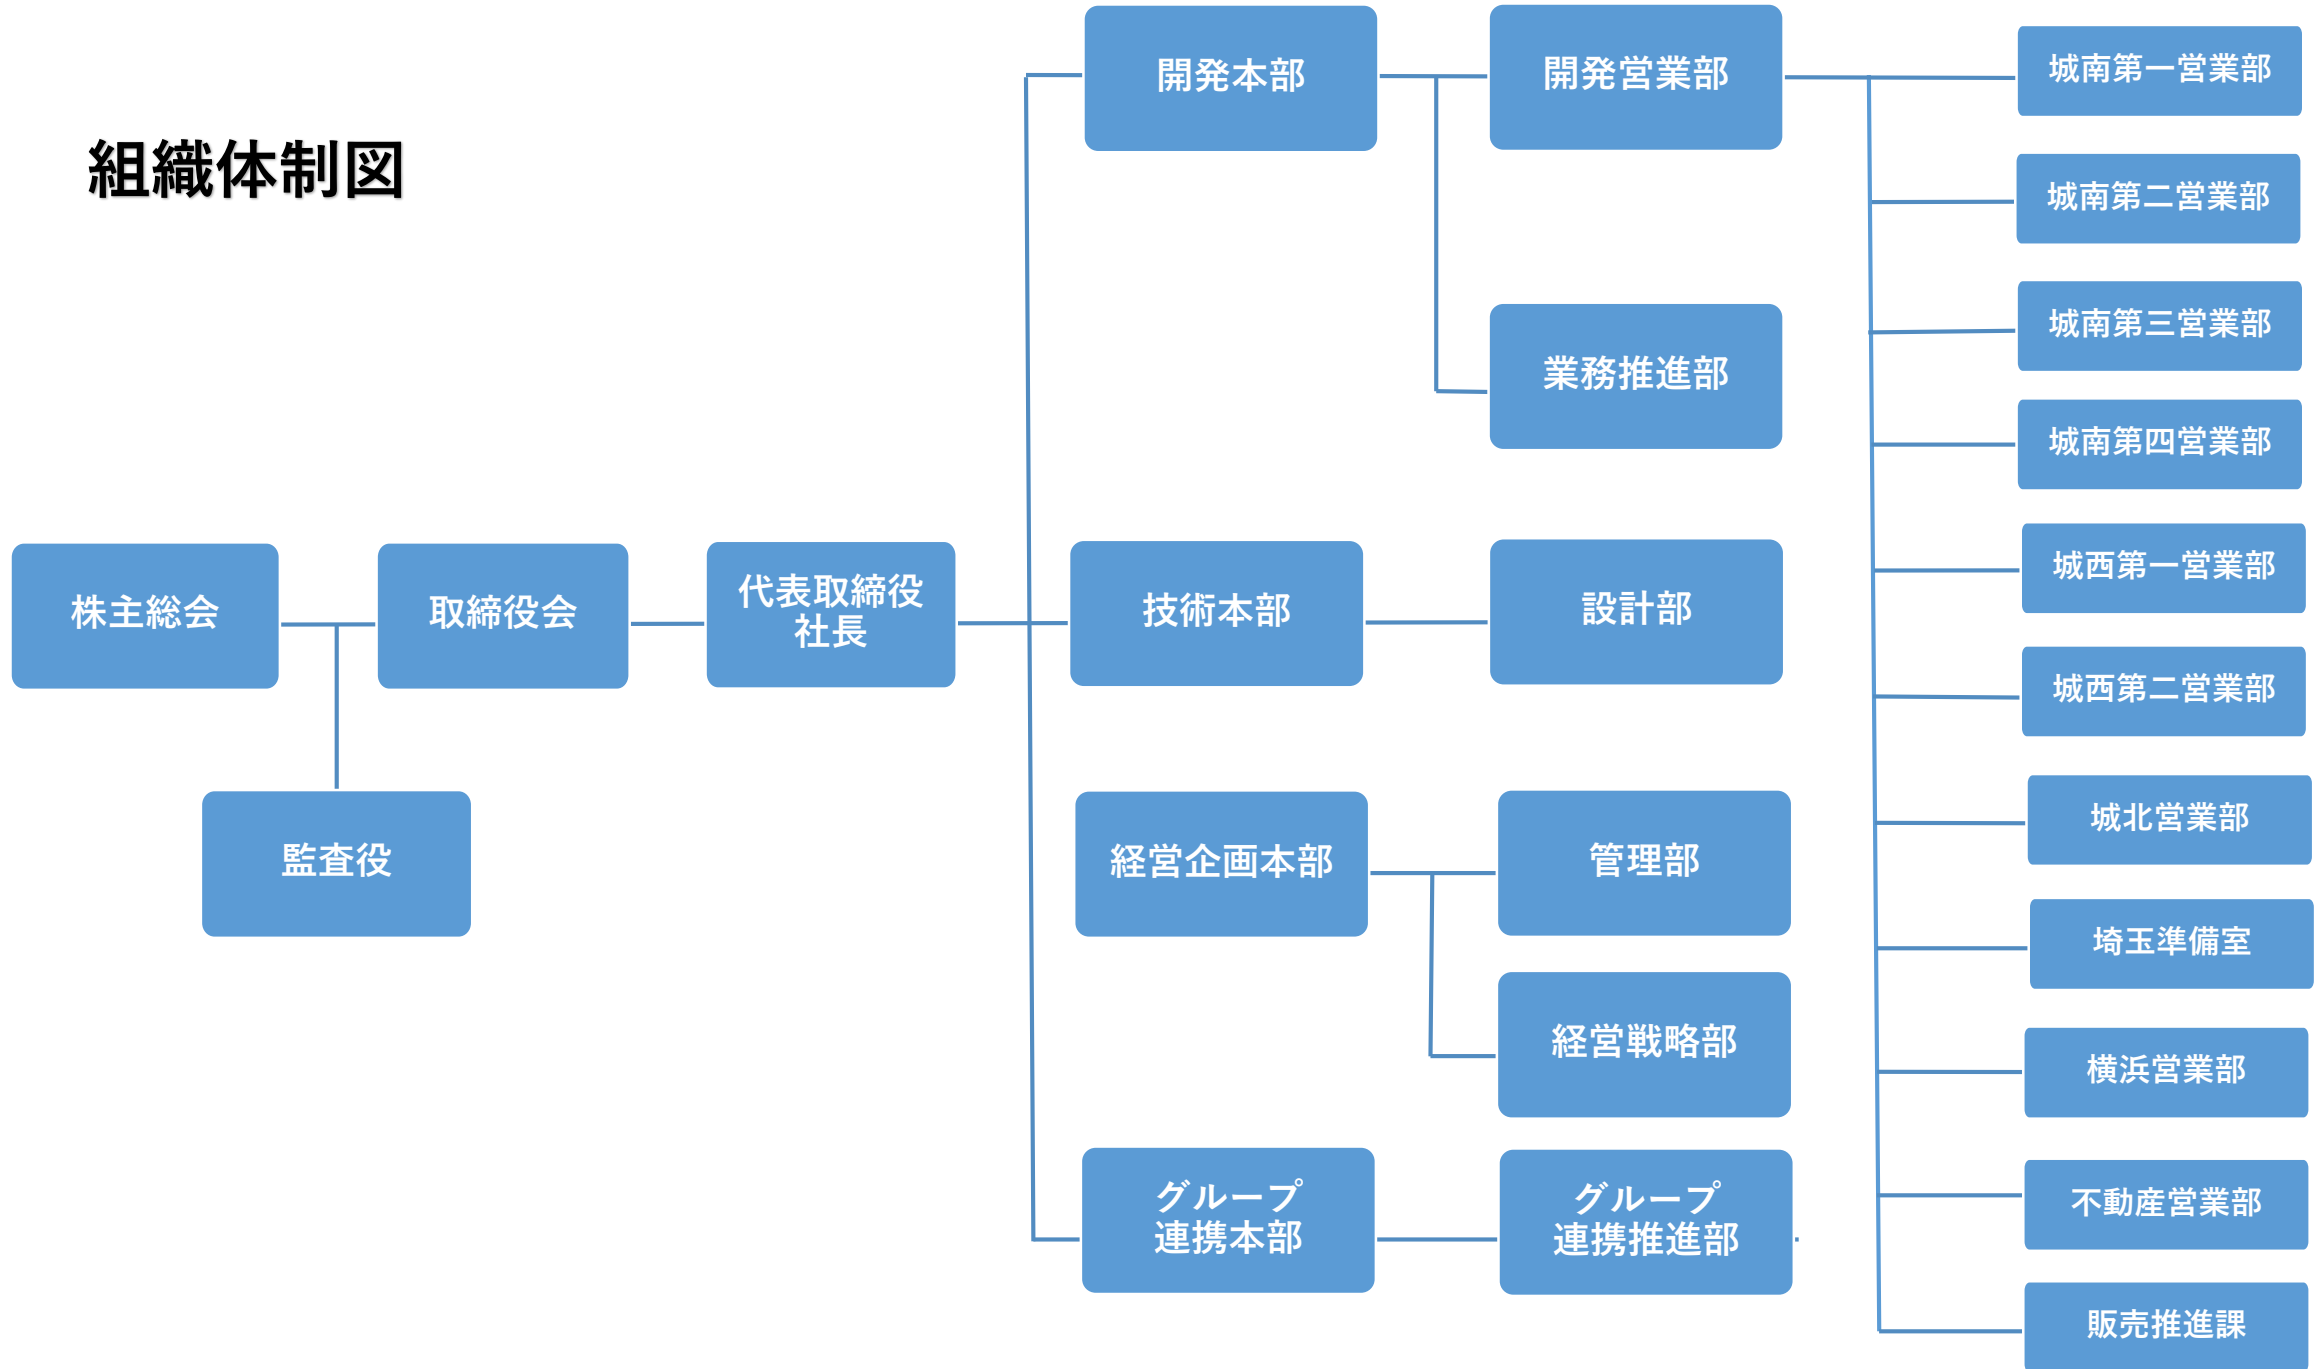 組織体制図
株主総会
取締役会
監査役
代表取締役
社長
開発本部
開発営業部
業務推進部
技術本部
設計部
経営企画本部
管理部
経営戦略部
グループ
連携本部
グループ
連携推進部
城南第一営業部
城南第二営業部
城南第三営業部
城南第四営業部
城西第一営業部
城西第二営業部
城北営業部
埼玉準備室
横浜営業部
不動産営業部
販売推進課